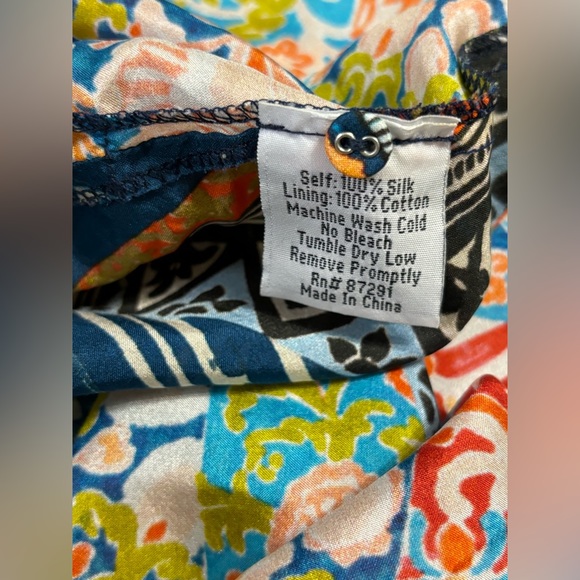 Self: 100% Silk
Lining: 100% Cotton
Machine Wash Cold
No Bleach
Tumble Dry Low
Remove Promptly
Rn# 87291
Made In China